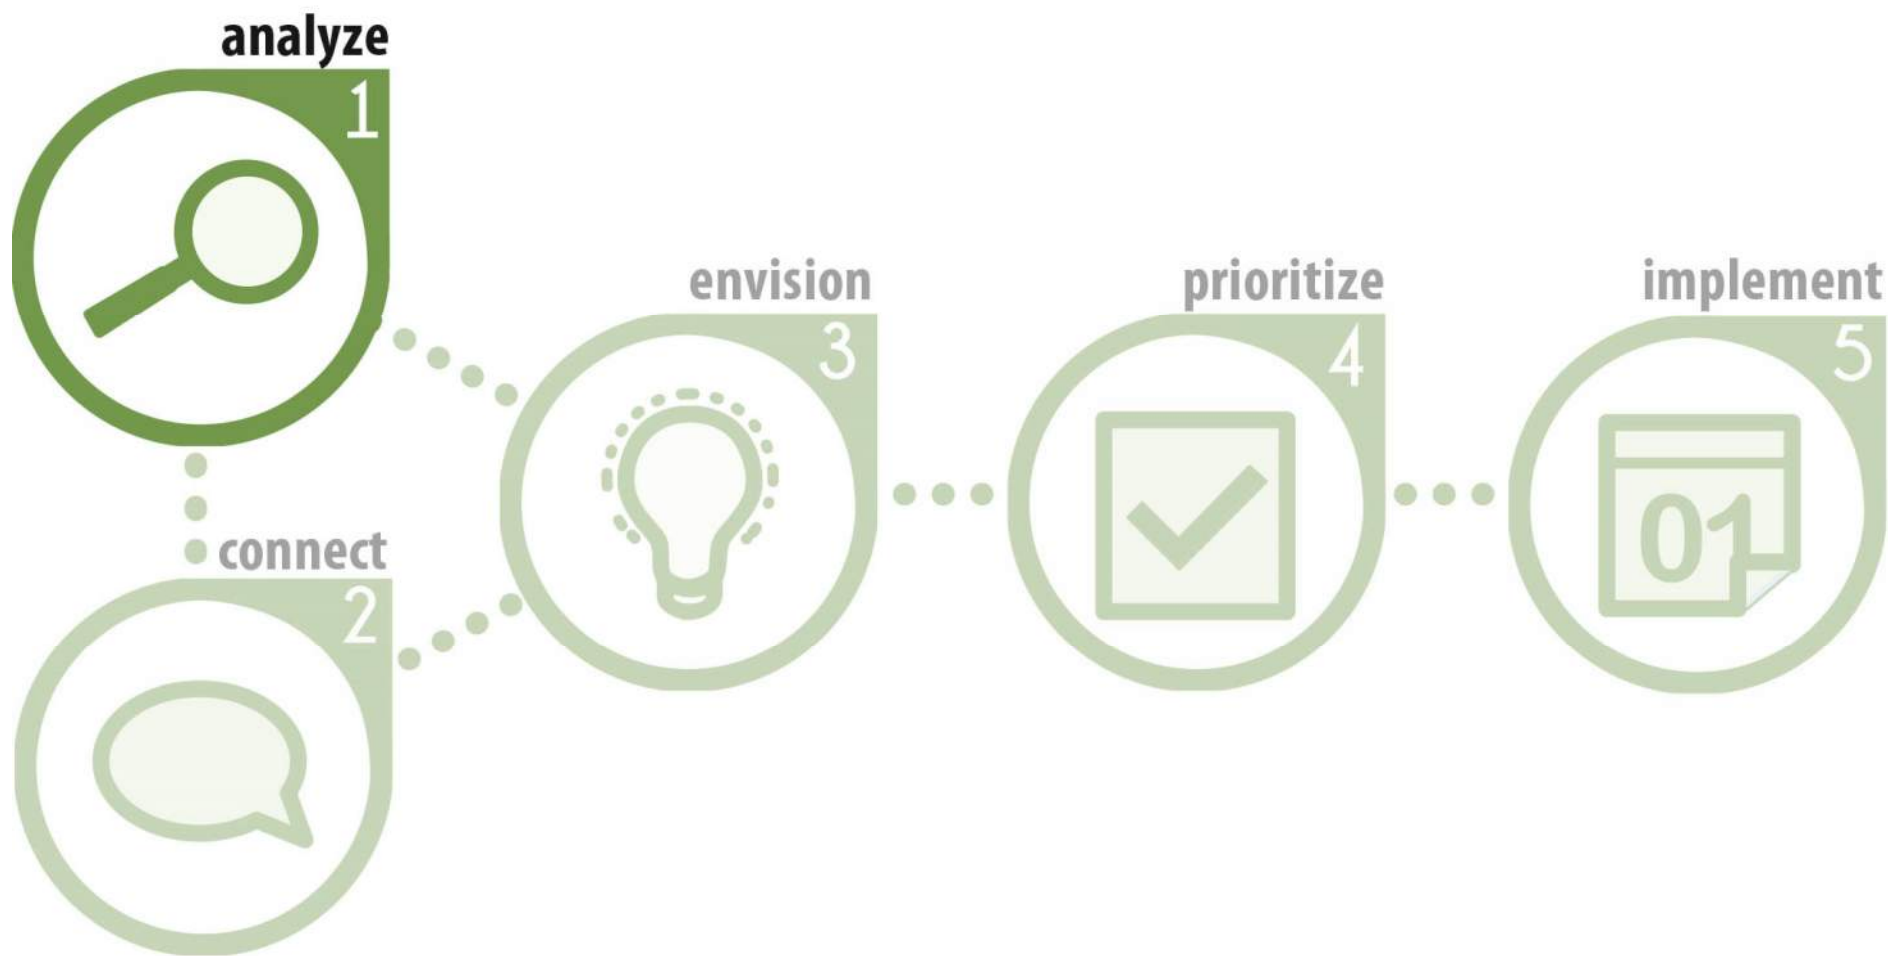 analyze
1
connect
2
envision
3
prioritize
4
implement
5
01